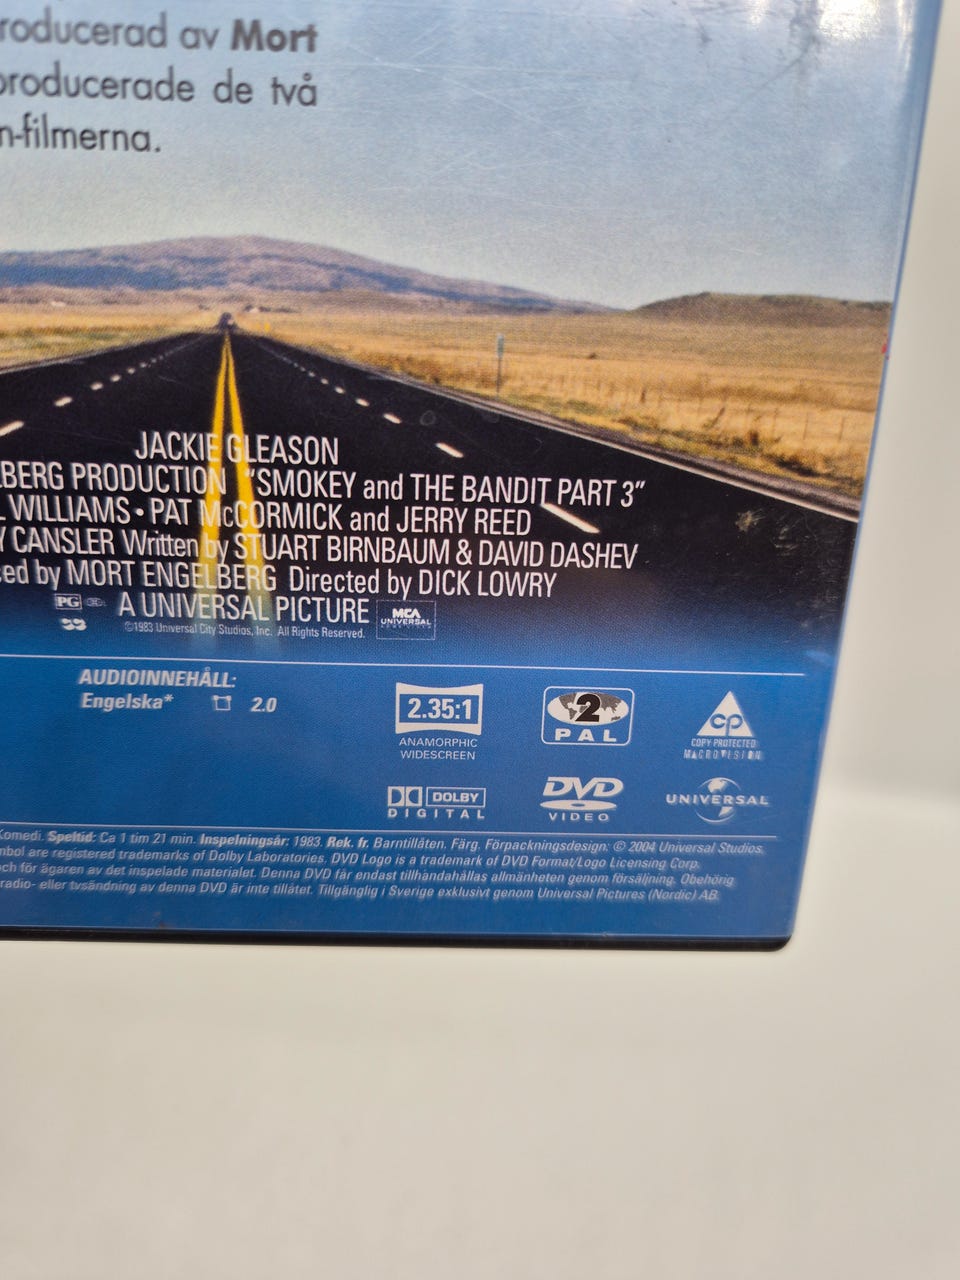 roducerad av Mort
producerade de två
n-filmerna.
JACKIE GLEASON
LBERG PRODUCTION "SMOKEY and THE BANDIT PART 3"
L WILLIAMS • PAT McCORMICK and JERRY REED
Y CANSLER Written by STUART BIRNBAUM & DAVID DASHEV
ced by MORT ENGELBERG Directed by DICK LOWRY
PG A UNIVERSAL PICTURE
©1983 Universal City Studios, Inc. All Rights Reserved.
MCA
UNIVERSAL
HOME VIDEO
AUDIOINNEHÅLL:
Engelska* 2.0
2.35:1
ANAMORPHIC
WIDESCREEN
2
PAL
cp
COPY PROTECTED
MACROVISION
DOLBY
DIGITAL
DVD
VIDEO
UNIVERSAL
Komedi. Speltid: Ca 1 tim 21 min. Inspelningsår: 1983. Rek. fr. Barntillåten. Färg. Förpackningsdesign: © 2004 Universal Studios.
mbol are registered trademarks of Dolby Laboratories. DVD Logo is a trademark of DVD Format/Logo Licensing Corp.
och för ägaren av det inspelade materialet. Denna DVD får endast tillhandahållas allmänheten genom försäljning. Obehörig
radio- eller tvsändning av denna DVD är inte tillåtet. Tillgänglig i Sverige exklusivt genom Universal Pictures (Nordic) AB.